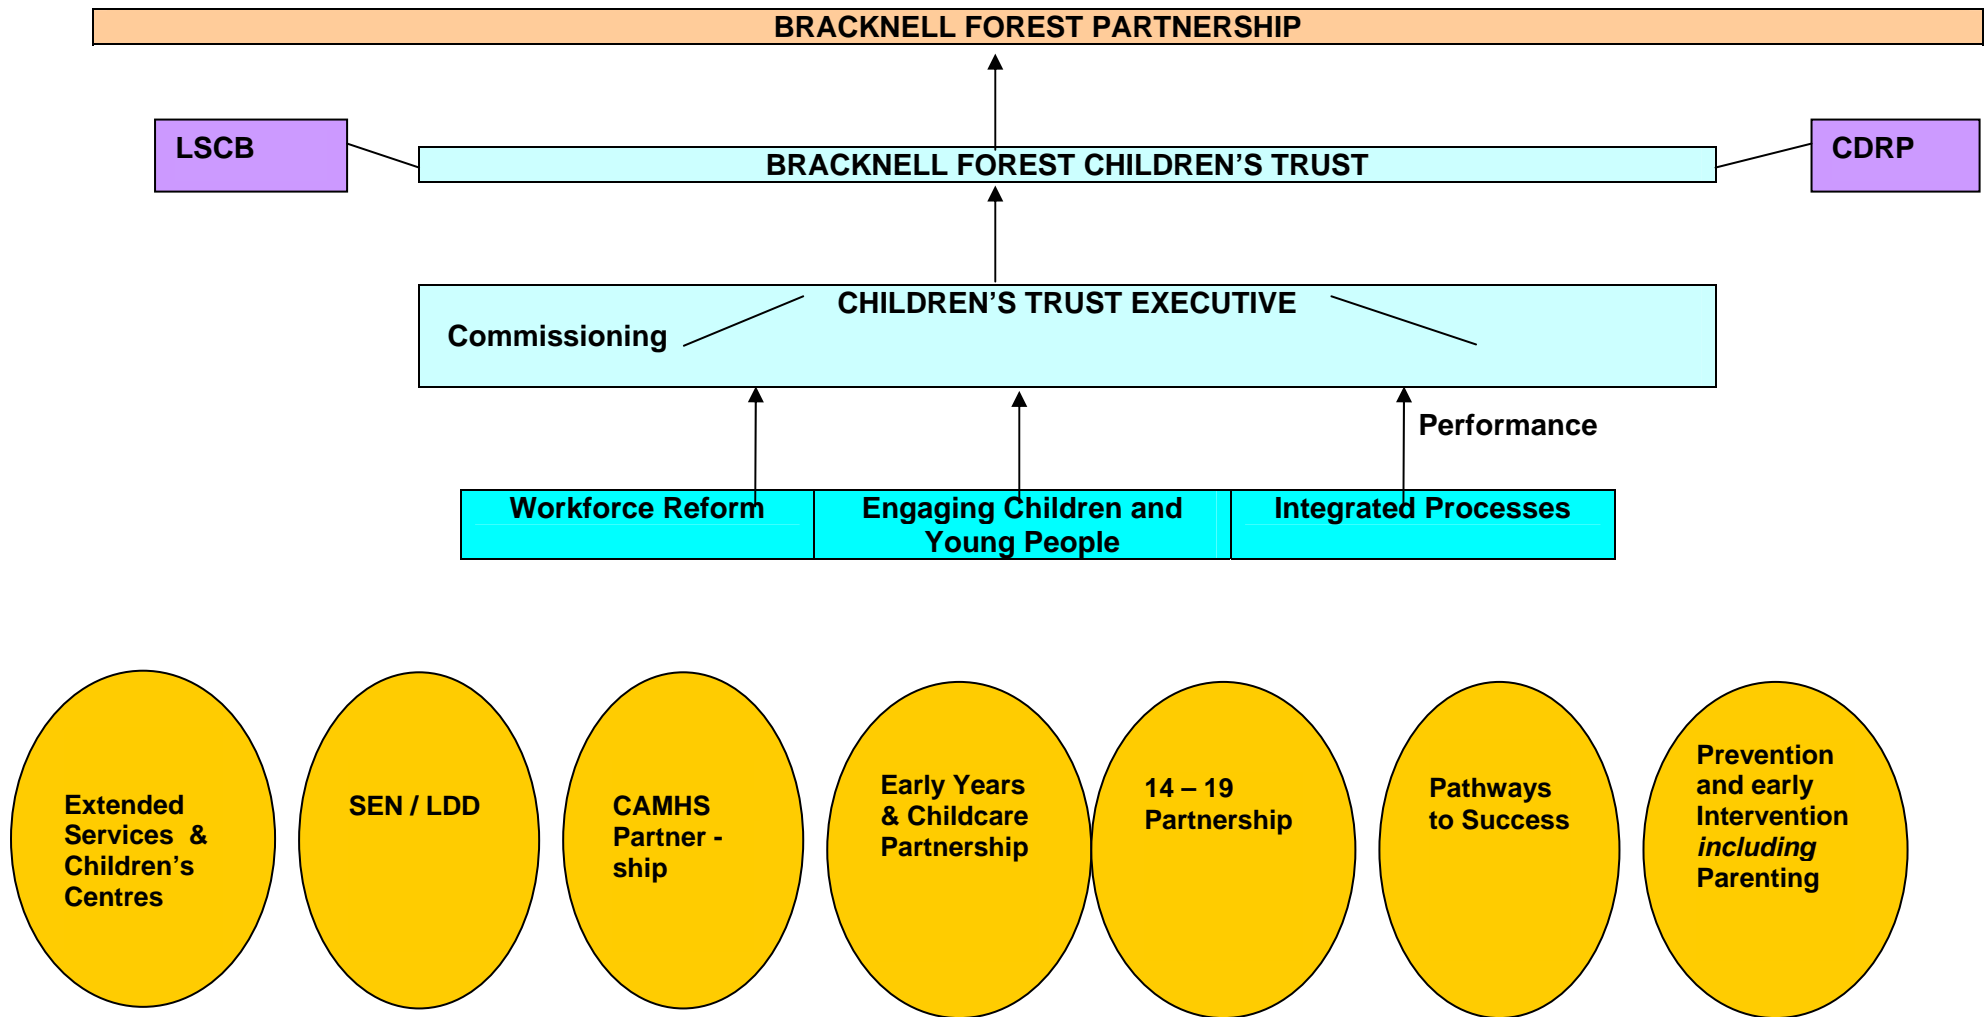 BRACKNELL FOREST PARTNERSHIP
LSCB
BRACKNELL FOREST CHILDREN’S TRUST
CDRP
CHILDREN’S TRUST EXECUTIVE
Commissioning
Performance
Workforce Reform
Engaging Children and
Young People
Integrated Processes
Extended
Services &
Children’s
Centres
SEN / LDD
CAMHS
Partner -
ship
Early Years
& Childcare
Partnership
14 – 19
Partnership
Pathways
to Success
Prevention
and early
Intervention
including
Parenting